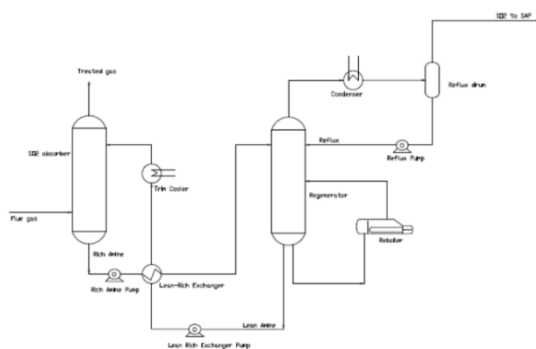 SO2 to SAP
Treated gas
Condenser
Reflux drum
Reflux
Reflux Pump
SO2 absorber
Trim Cooler
Regenerator
Flue gas
Reboiler
Rich Amine
Lean-Rich Exchanger
Rich Amine Pump
Lean Amine
Lean Rich Exchanger Pump